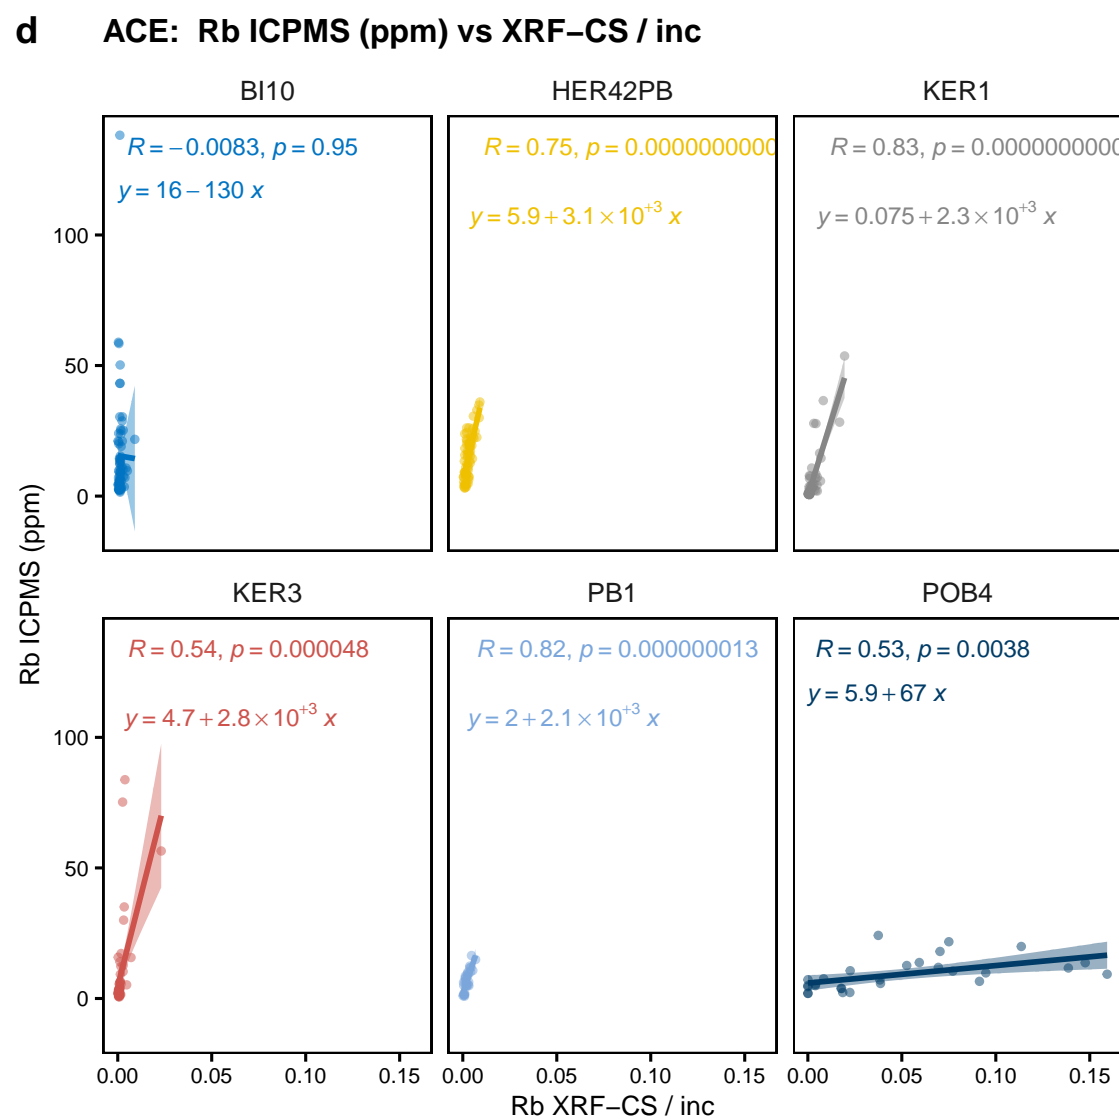 d ACE: Rb ICPMS (ppm) vs XRF−CS / inc
BI10 HER42PB KER1
R = −0.0083, p = 0.95
y = 16 − 130 x
R = 0.75, p = 0.0000000000
y = 5.9 + 3.1 × 10⁺³ x
R = 0.83, p = 0.0000000000
y = 0.075 + 2.3 × 10⁺³ x
100
50
0
KER3 PB1 POB4
R = 0.54, p = 0.000048
y = 4.7 + 2.8 × 10⁺³ x
R = 0.82, p = 0.000000013
y = 2 + 2.1 × 10⁺³ x
R = 0.53, p = 0.0038
y = 5.9 + 67 x
100
50
0
0.00 0.05 0.10 0.15 0.00 0.05 0.10 0.15 0.00 0.05 0.10 0.15
Rb ICPMS (ppm)
Rb XRF−CS / inc